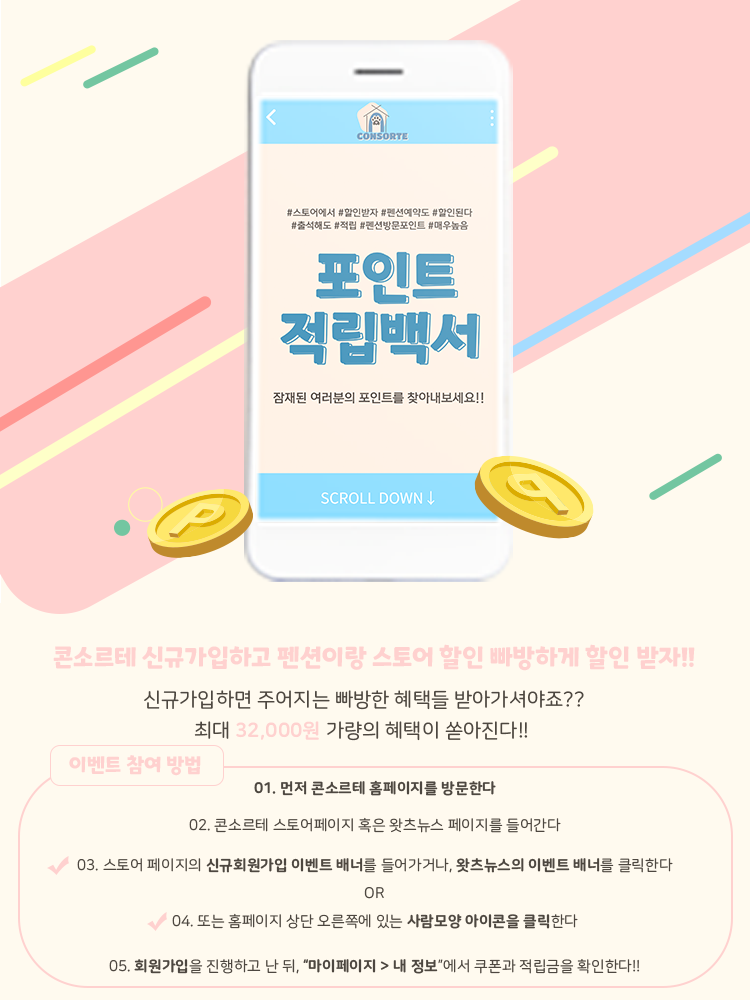 CONSORTE
#스토어에서 #할인받자 #펜션예약도 #할인된다
#출석해도 #적립 #펜션방문포인트 #매우높음
포인트
적립백서
잠재된 여러분의 포인트를 찾아내보세요!!
SCROLL DOWN↓
P
P
콘소르테 신규가입하고 펜션이랑 스토어 할인 빠방하게 할인 받자!!
신규가입하면 주어지는 빠방한 혜택들 받아가셔야죠??
최대 32,000원 가량의 혜택이 쏟아진다!!
이벤트 참여 방법
01. 먼저 콘소르테 홈페이지를 방문한다
02. 콘소르테 스토어페이지 혹은 왓츠뉴스 페이지를 들어간다
03. 스토어 페이지의 신규회원가입 이벤트 배너를 들어가거나, 왓츠뉴스의 이벤트 배너를 클릭한다
OR
04. 또는 홈페이지 상단 오른쪽에 있는 사람모양 아이콘을 클릭한다
05. 회원가입을 진행하고 난 뒤, "마이페이지 > 내 정보"에서 쿠폰과 적립금을 확인한다!!